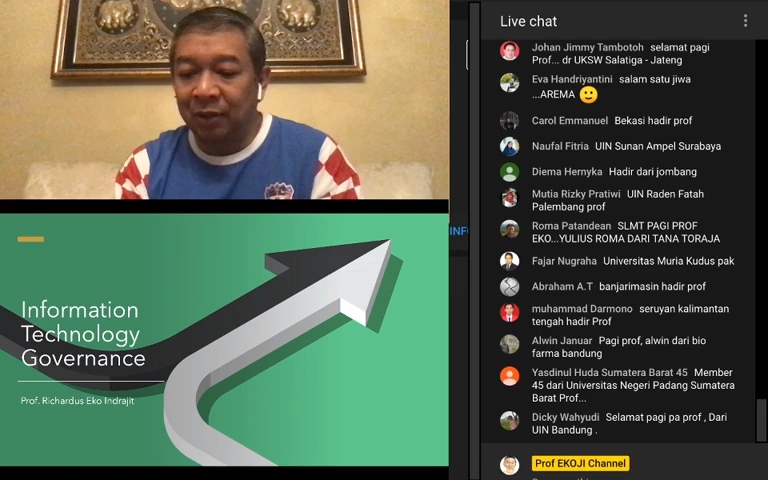 Live chat
Johan Jimmy Tambotoh selamat pagi
Prof... dr UKSW Salatiga - Jateng
Eva Handriyantini salam satu jiwa
...AREMA 🙂
Carol Emmanuel Bekasi hadir prof
Naufal Fitria UIN Sunan Ampel Surabaya
Diema Hernyka Hadir dari jombang
Mutia Rizky Pratiwi UIN Raden Fatah
Palembang prof
Roma Patandean SLMT PAGI PROF
EKO...YULIUS ROMA DARI TANA TORAJA
Fajar Nugraha Universitas Muria Kudus pak
Abraham A.T banjarimasin hadir prof
muhammad Darmono seruyan kalimantan
tengah hadir Prof
Alwin Januar Pagi prof, alwin dari bio
farma bandung
Yasdinul Huda Sumatera Barat 45 Member
45 dari Universitas Negeri Padang Sumatera
Barat Prof...
Dicky Wahyudi Selamat pagi pa prof , Dari
UIN Bandung .
Prof EKOJI Channel
INF
Information
Technology
Governance
Prof. Richardus Eko Indrajit